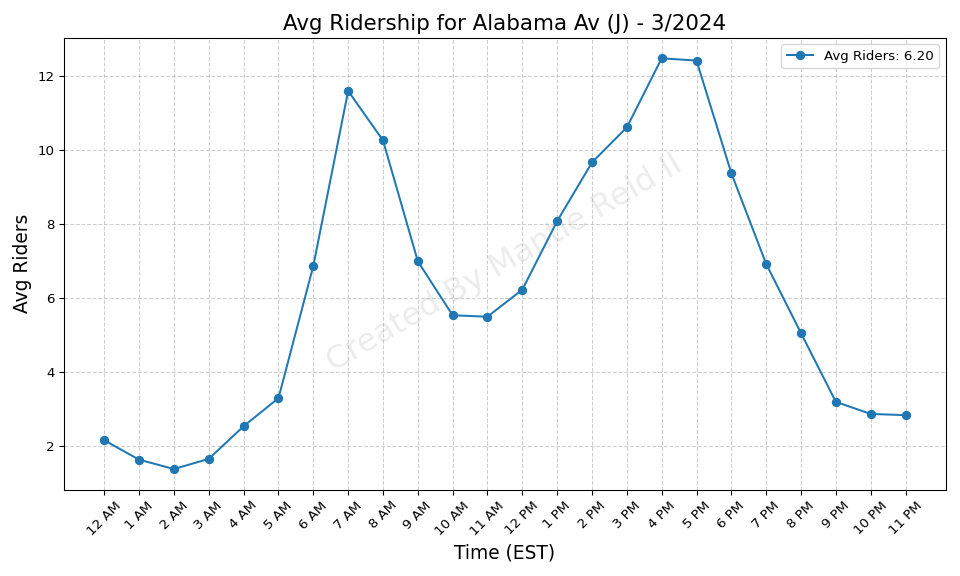 Avg Ridership for Alabama Av (J) - 3/2024
Avg Riders: 6.20
Avg Riders
12
10
8
6
4
2
Created By Mantie Reid II
12 AM
1 AM
2 AM
3 AM
4 AM
5 AM
6 AM
7 AM
8 AM
9 AM
10 AM
11 AM
12 PM
1 PM
2 PM
3 PM
4 PM
5 PM
6 PM
7 PM
8 PM
9 PM
10 PM
11 PM
Time (EST)